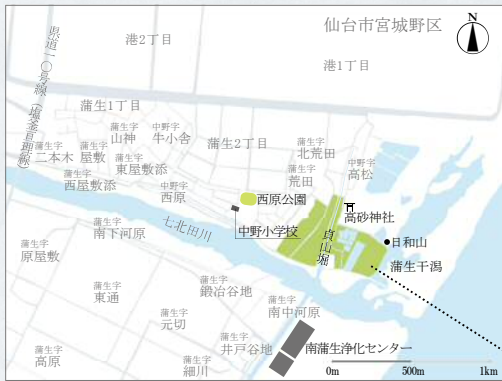 仙台市宮城野区
N
港2丁目
港1丁目
県道一〇号線(塩釜亘理線)
蒲生1丁目
蒲生字
山神
中野字
牛小舎
蒲生2丁目
蒲生字
北荒田
蒲生字
二本木
蒲生字
屋敷
蒲生字
東屋敷添
中野字
高松
蒲生字
西屋敷添
中野字
西原
蒲生字
荒田
西原公園
高砂神社
中野小学校
貞山堀
日和山
七北田川
蒲生字
南下河原
蒲生干潟
蒲生字
原屋敷
蒲生字
東通
蒲生字
鍛冶谷地
蒲生字
南中河原
蒲生字
元切
蒲生字
井戸谷地
南蒲生浄化センター
蒲生字
高原
蒲生字
細川
0m
500m
1km